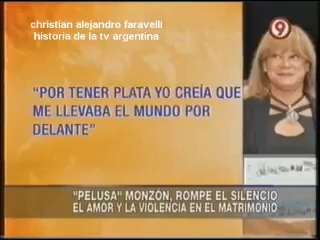 christian alejandro faravelli
historia de la tv argentina
9
“POR TENER PLATA YO CREÍA QUE
ME LLEVABA EL MUNDO POR
DELANTE”
"PELUSA" MONZÓN, ROMPE EL SILENCIO
EL AMOR Y LA VIOLENCIA EN EL MATRIMONIO